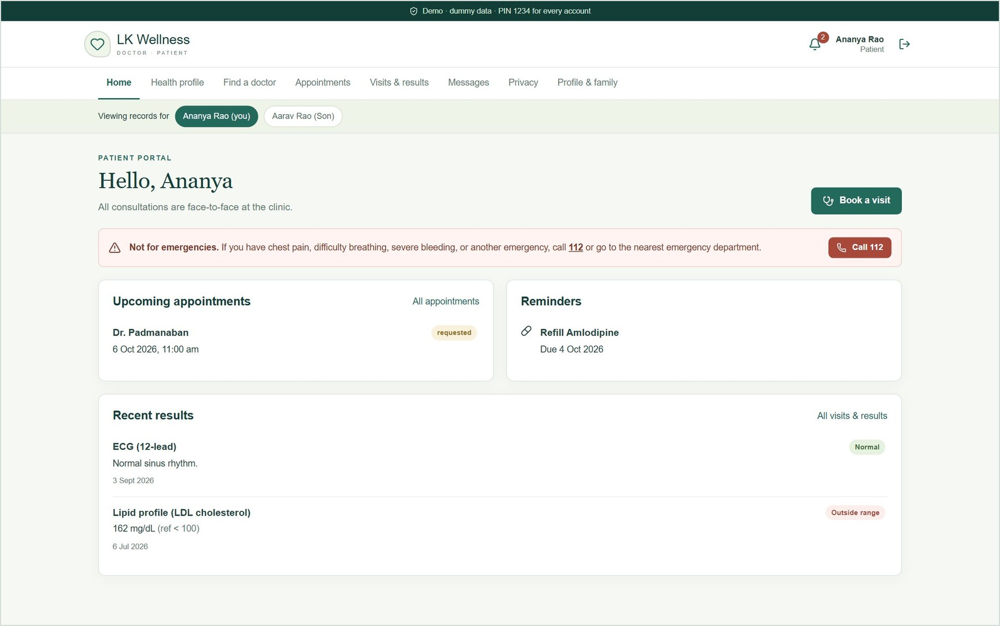 Demo · dummy data · PIN 1234 for every account
LK Wellness
DOCTOR · PATIENT
2
Ananya Rao
Patient
Home
Health profile
Find a doctor
Appointments
Visits & results
Messages
Privacy
Profile & family
Viewing records for
Ananya Rao (you)
Aarav Rao (Son)
PATIENT PORTAL
Hello, Ananya
All consultations are face-to-face at the clinic.
Book a visit
Not for emergencies. If you have chest pain, difficulty breathing, severe bleeding, or another emergency, call 112 or go to the nearest emergency department.
Call 112
Upcoming appointments
All appointments
Dr. Padmanaban
requested
6 Oct 2026, 11:00 am
Reminders
Refill Amlodipine
Due 4 Oct 2026
Recent results
All visits & results
ECG (12-lead)
Normal
Normal sinus rhythm.
3 Sept 2026
Lipid profile (LDL cholesterol)
Outside range
162 mg/dL (ref < 100)
6 Jul 2026